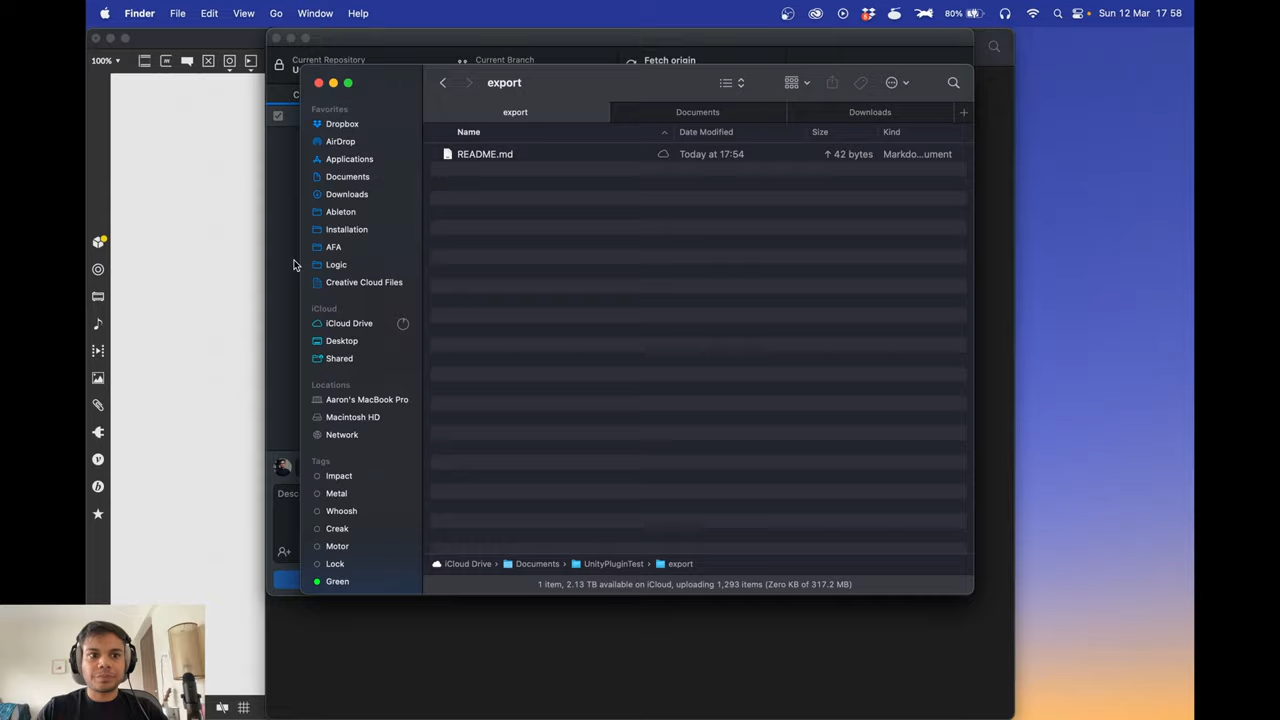 Finder File Edit View Go Window Help 80% Sun 12 Mar 17 58
100%
Current Repository
Current Branch
Fetch origin
export
export Documents Downloads
Name Date Modified Size Kind
README.md Today at 17:54 42 bytes Markdo...ument
Favorites
Dropbox
AirDrop
Applications
Documents
Downloads
Ableton
Installation
AFA
Logic
Creative Cloud Files
iCloud
iCloud Drive
Desktop
Shared
Locations
Aaron's MacBook Pro
Macintosh HD
Network
Tags
Impact
Metal
Whoosh
Creak
Motor
Lock
Green
Desc
iCloud Drive › Documents › UnityPluginTest › export
1 item, 2.13 TB available on iCloud, uploading 1,293 items (Zero KB of 317.2 MB)